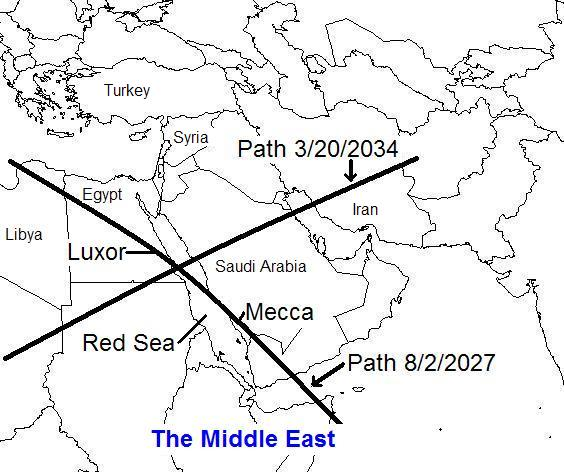 Turkey
Syria
Path 3/20/2034
Egypt
Iran
Libya
Luxor
Saudi Arabia
Mecca
Red Sea
Path 8/2/2027
The Middle East